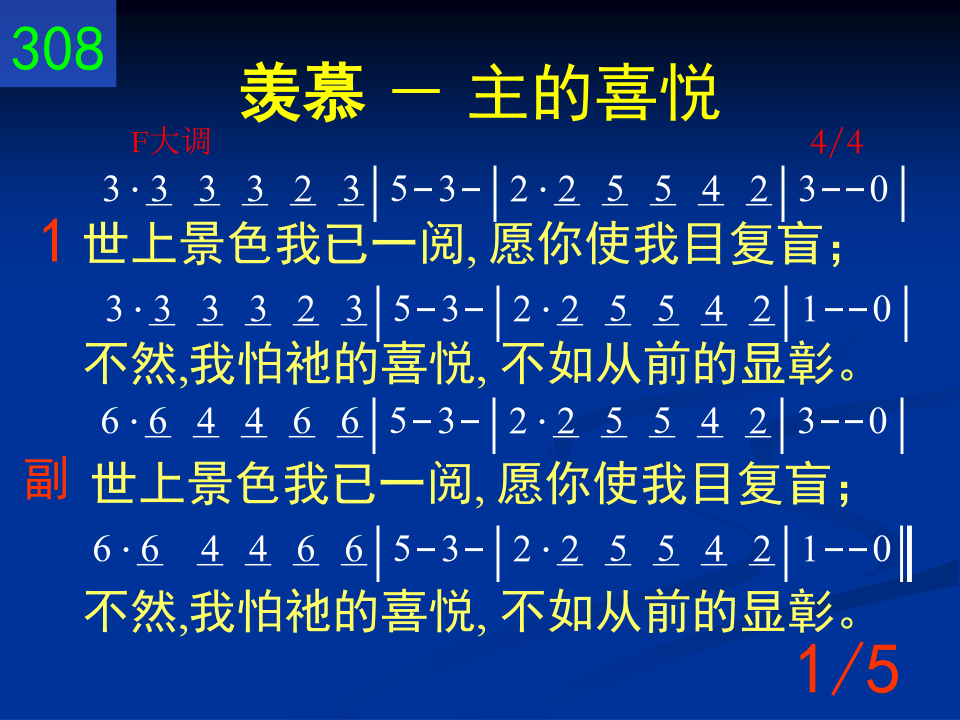 308
羡慕 － 主的喜悦
F大调 4/4
3 · 3 3 3 2 3 | 5 - 3 - | 2 · 2 5 5 4 2 | 3 - - 0 |
1 世上景色我已一阅, 愿你使我目复盲；
3 · 3 3 3 2 3 | 5 - 3 - | 2 · 2 5 5 4 2 | 1 - - 0 |
不然,我怕祂的喜悦, 不如从前的显彰。
6 · 6 4 4 6 6 | 5 - 3 - | 2 · 2 5 5 4 2 | 3 - - 0 |
副 世上景色我已一阅, 愿你使我目复盲；
6 · 6 4 4 6 6 | 5 - 3 - | 2 · 2 5 5 4 2 | 1 - - 0 ‖
不然,我怕祂的喜悦, 不如从前的显彰。
1/5